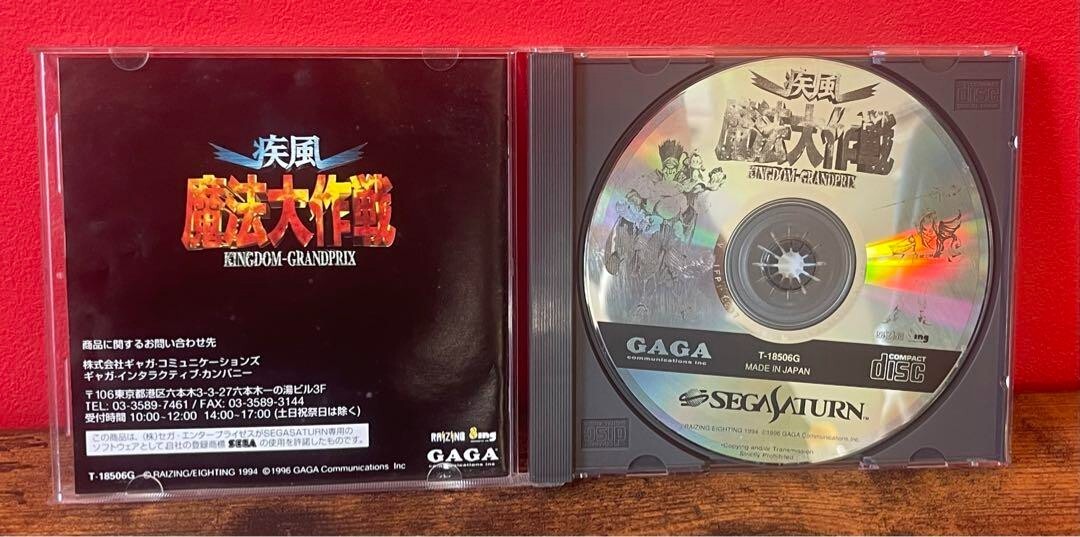 疾風
魔法大作戦
KINGDOM-GRANDPRIX
商品に関するお問い合わせ先
株式会社ギャガ・コミュニケーションズ
ギャガ・インタラクティブ・カンパニー
〒106東京都港区六本木3-3-27六本木一の湯ビル3F
TEL: 03-3589-7461 / FAX: 03-3589-3144
受付時間 10:00-12:00 14:00-17:00 (土日祝祭日は除く)
この商品は、(株)セガ・エンタープライゼスがSEGASATURN専用の
ソフトウェアとして自社の登録商標 SEGA の使用を許諾したものです。
RAIZING 8ing
GAGA
communications inc
T-18506G ©RAIZING/EIGHTING 1994 ©1996 GAGA Communications Inc
疾風
魔法大作戦
KINGDOM-GRANDPRIX
RAIZING 8ing
GAGA
communications inc
T-18506G
MADE IN JAPAN
COMPACT
disc
SEGASATURN™
RAIZING/EIGHTING 1994 ©1996 GAGA Communications Inc
*Copying and/or Transmission
Strictly Prohibited
disc